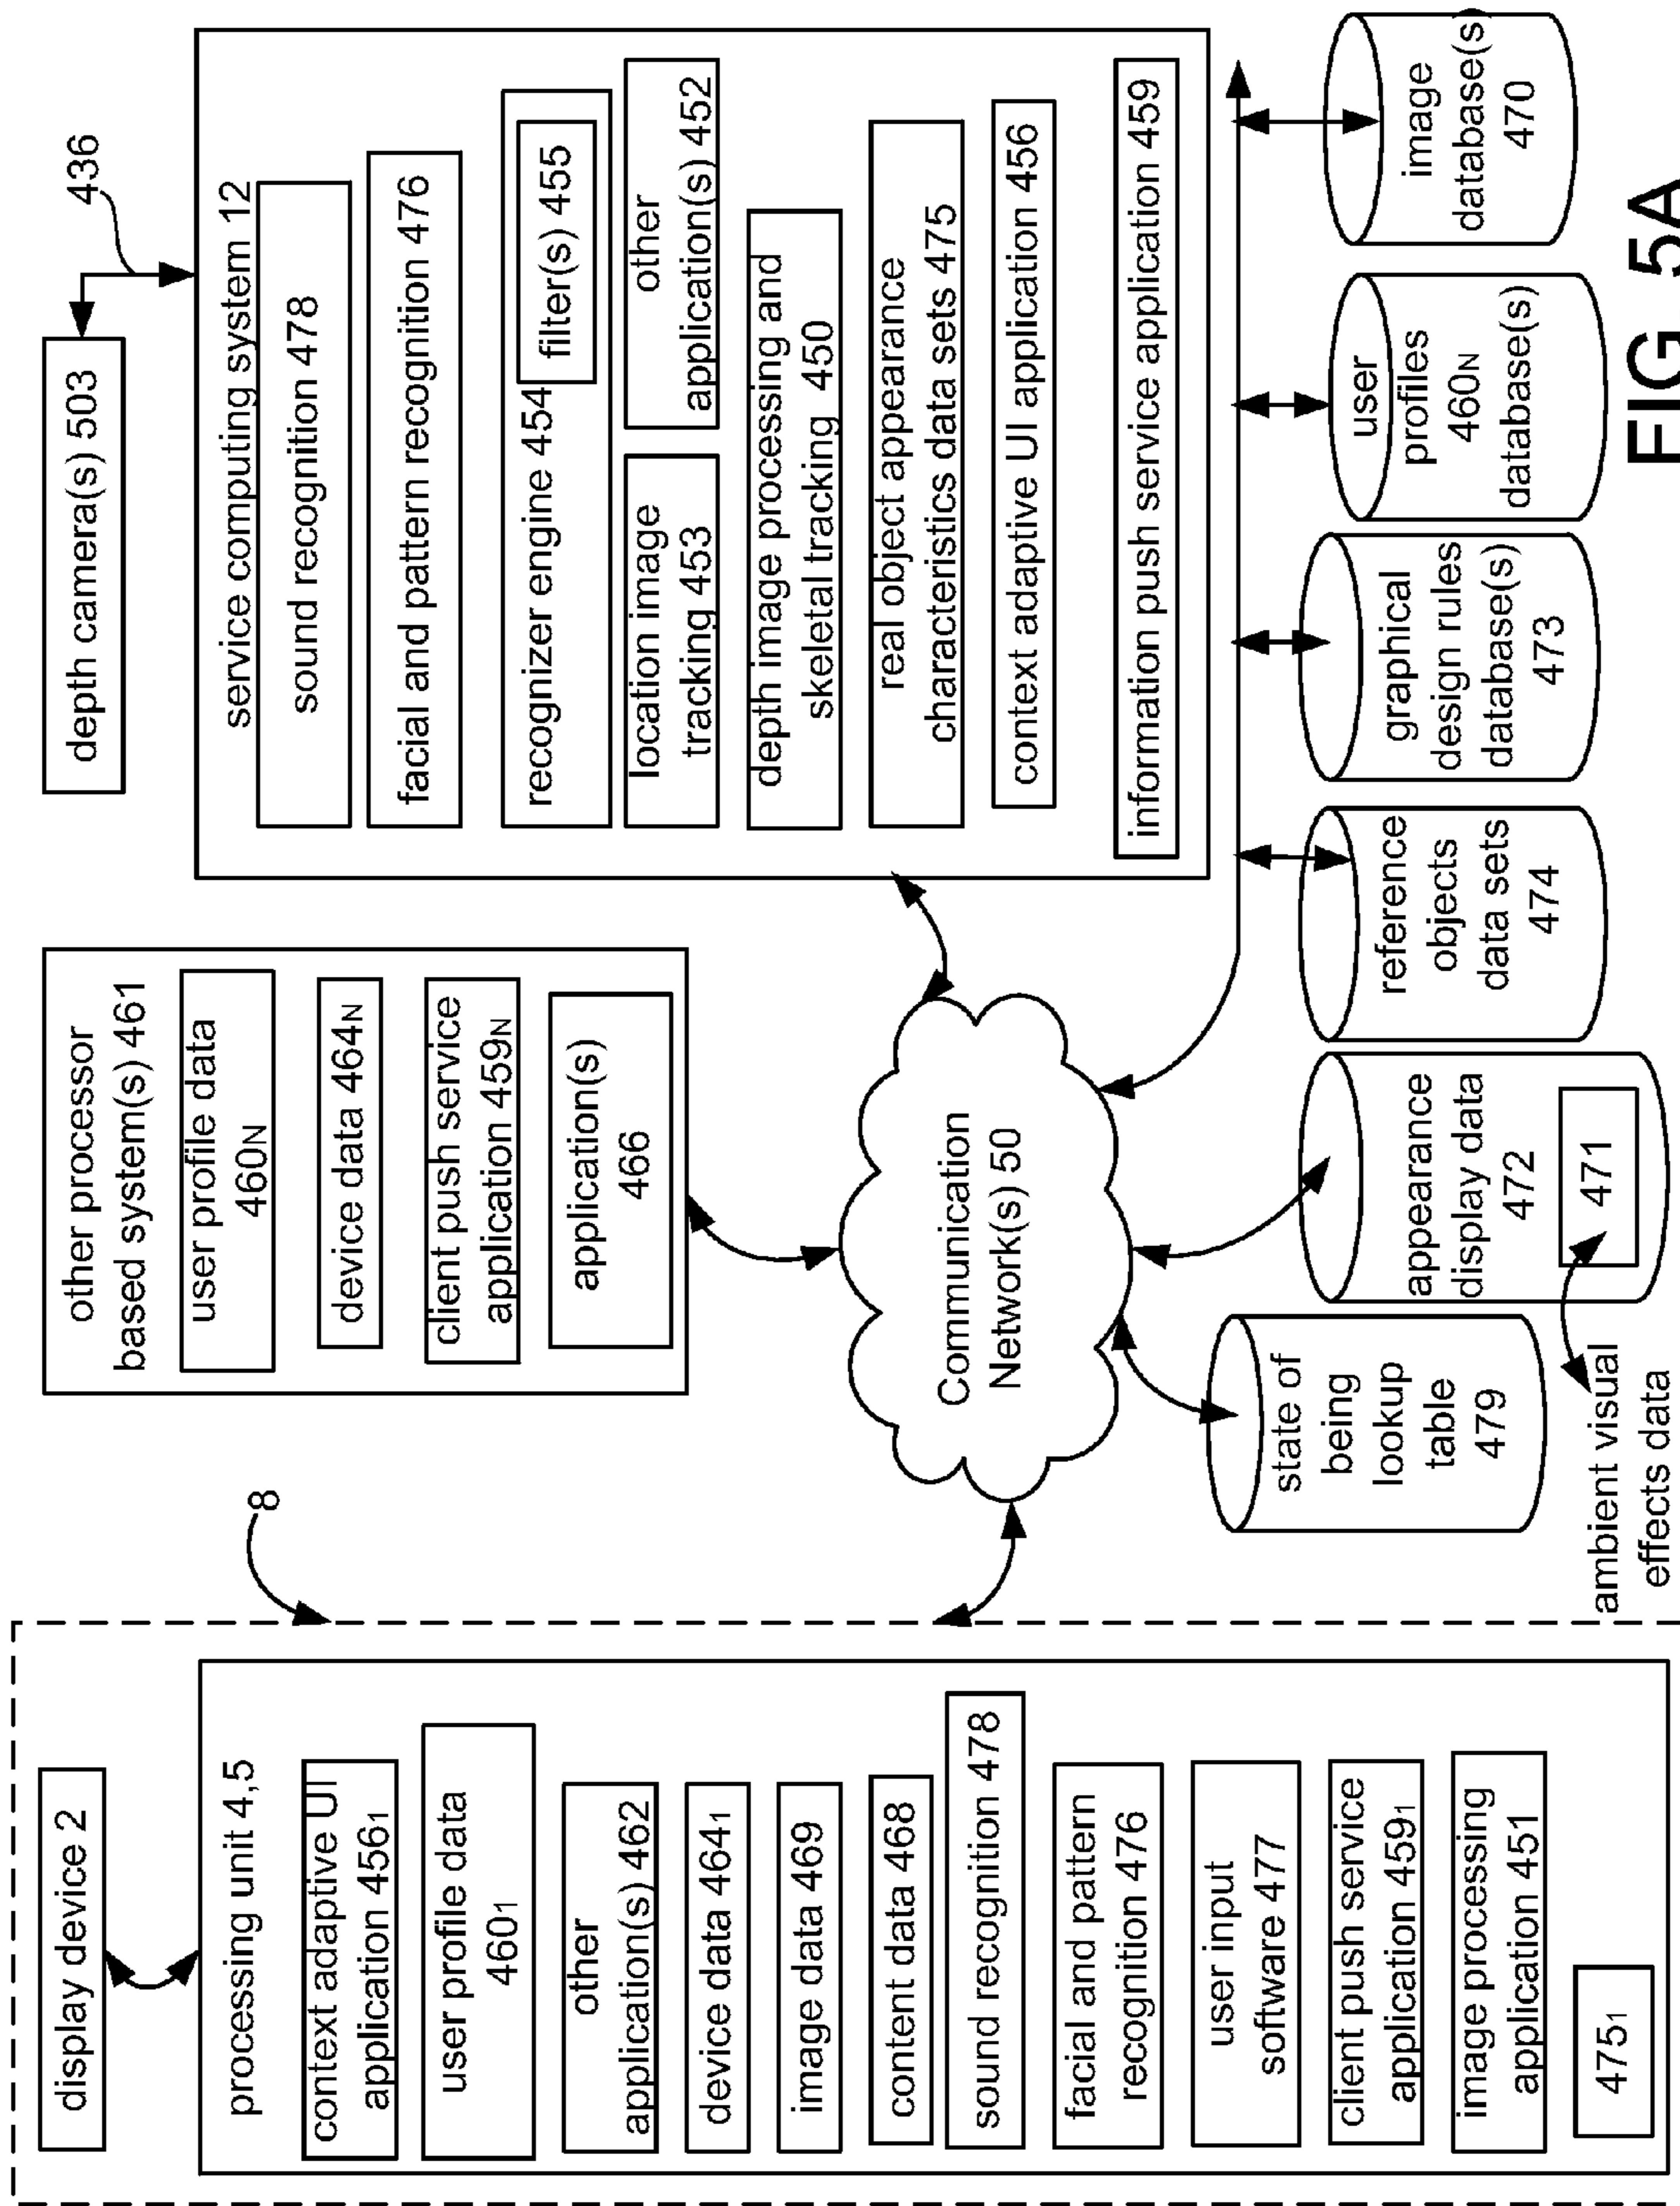 8
display device 2
processing unit 4,5
context adaptive UI
application 456₁
user profile data
460₁
other
application(s) 462
device data 464₁
image data 469
content data 468
sound recognition 478
facial and pattern
recognition 476
user input
software 477
client push service
application 459₁
image processing
application 451
475₁
other processor
based system(s) 461
user profile data
460N
device data 464N
client push service
application 459N
application(s)
466
Communication
Network(s) 50
depth camera(s) 503
436
service computing system 12
sound recognition 478
facial and pattern recognition 476
recognizer engine 454
filter(s) 455
location image
tracking 453
other
application(s) 452
depth image processing and
skeletal tracking 450
real object appearance
characteristics data sets 475
context adaptive UI application 456
information push service application 459
state of
being
lookup
table
479
appearance
display data
472
471
ambient visual
effects data
reference
objects
data sets
474
graphical
design rules
database(s)
473
user
profiles
460N
database(s)
image
database(s)
470
FIG. 5A